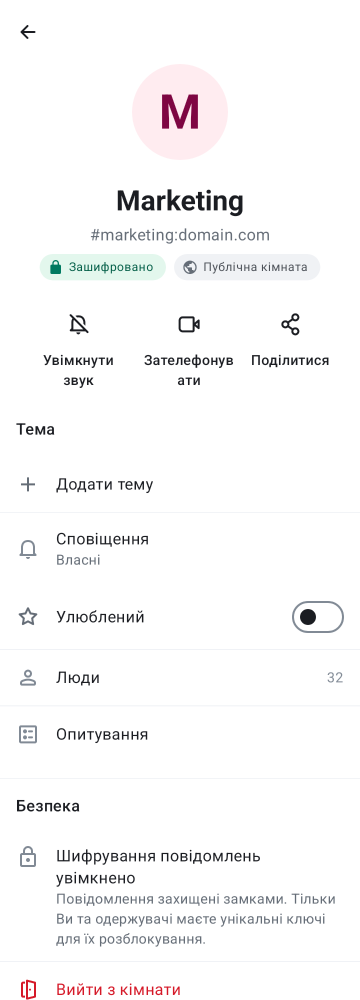 M
Marketing
#marketing:domain.com
Зашифровано Публічна кімната
Увімкнути звук
Зателефонувати
Поділитися
Тема
Додати тему
Сповіщення
Власні
Улюблений
Люди 32
Опитування
Безпека
Шифрування повідомлень
увімкнено
Повідомлення захищені замками. Тільки
Ви та одержувачі маєте унікальні ключі
для їх розблокування.
Вийти з кімнати